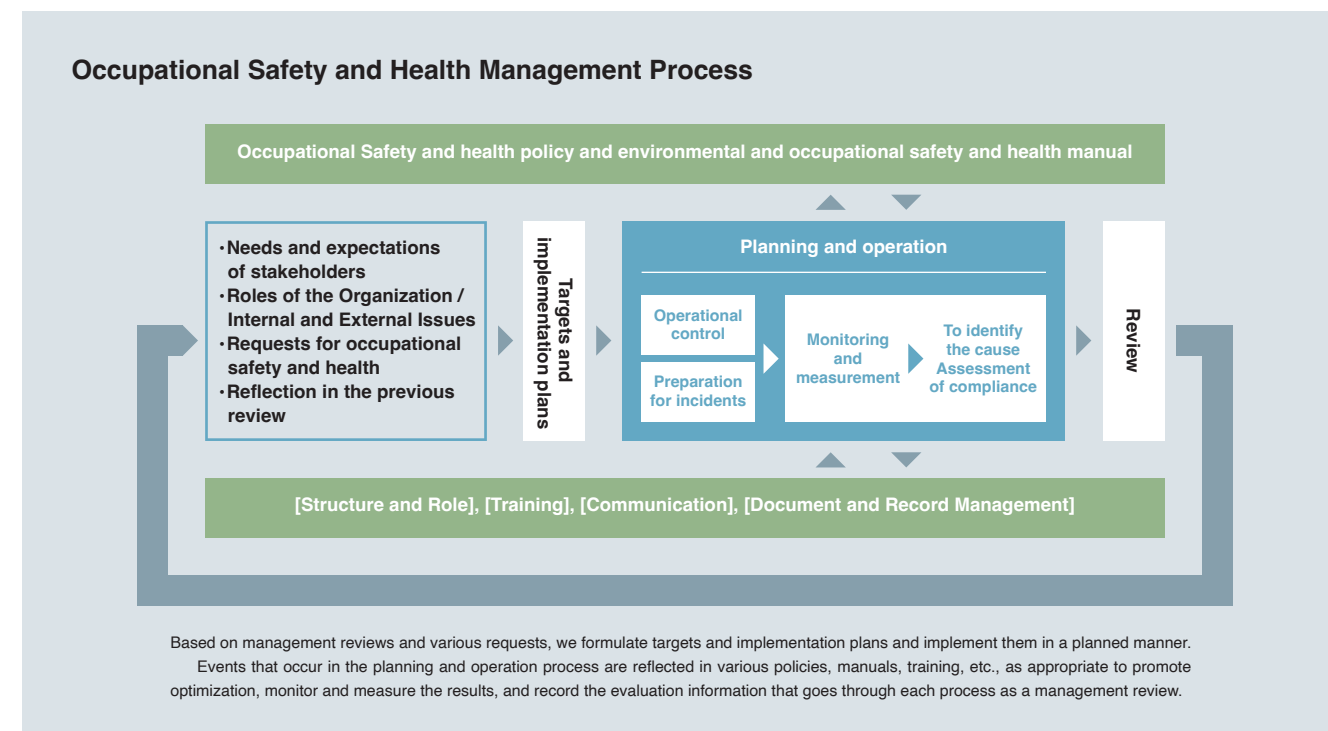 Occupational Safety and Health Management Process
Occupational Safety and health policy and environmental and occupational safety and health manual
・Needs and expectations
of stakeholders
・Roles of the Organization /
Internal and External Issues
・Requests for occupational
safety and health
・Reflection in the previous
review
Targets and
implementation plans
Planning and operation
Operational
control
Preparation
for incidents
Monitoring
and
measurement
To identify
the cause
Assessment
of compliance
Review
[Structure and Role], [Training], [Communication], [Document and Record Management]
Based on management reviews and various requests, we formulate targets and implementation plans and implement them in a planned manner.
Events that occur in the planning and operation process are reflected in various policies, manuals, training, etc., as appropriate to promote
optimization, monitor and measure the results, and record the evaluation information that goes through each process as a management review.